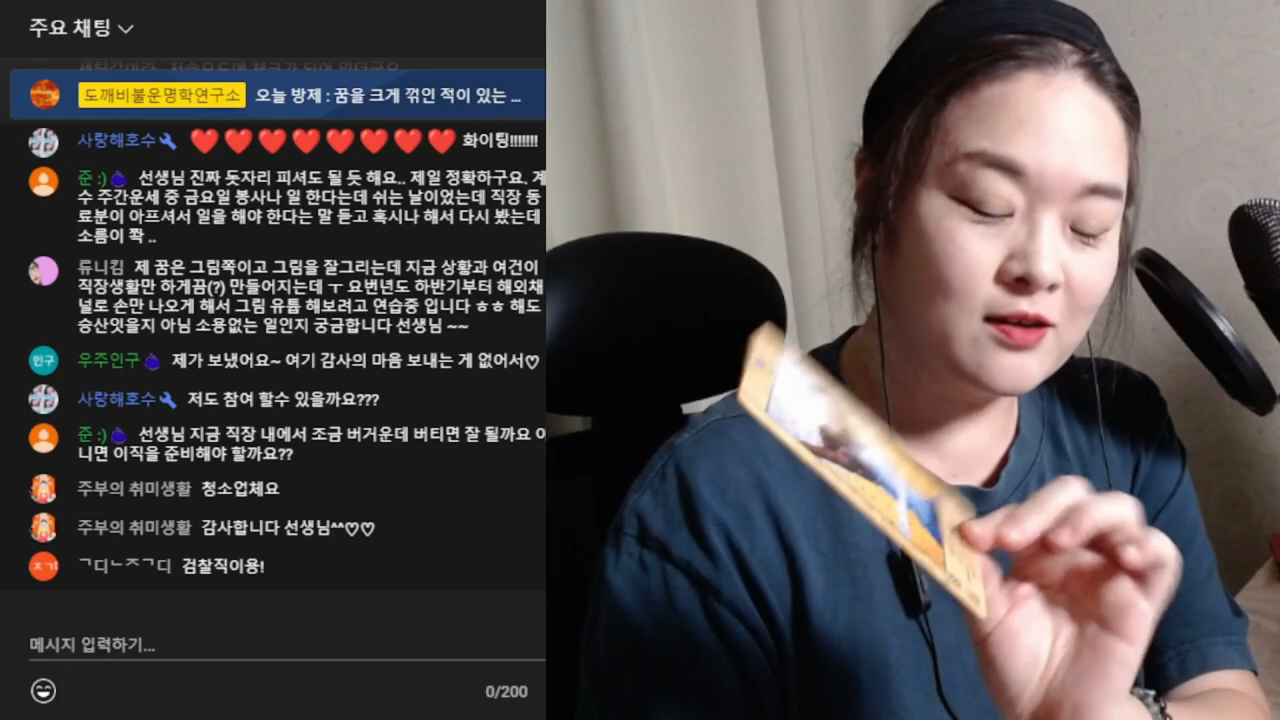 주요 채팅
도깨비불운명학연구소 오늘 방제 : 꿈을 크게 꺾인 적이 있는 ...
사랑해호수 화이팅!!!!!!!
준 :) 선생님 진짜 돗자리 피셔도 될 듯 해요.. 제일 정확하구요. 계
수 주간운세 중 금요일 봉사나 일 한다는데 쉬는 날이었는데 직장 동
료분이 아프셔서 일을 해야 한다는 말 듣고 혹시나 해서 다시 봤는데
소름이 쫙 ..
류니킴 제 꿈은 그림쪽이고 그림을 잘그리는데 지금 상황과 여건이
직장생활만 하게끔(?) 만들어지는데 ㅜ 요번년도 하반기부터 해외채
널로 손만 나오게 해서 그림 유튭 해보려고 연습중 입니다 ㅎㅎ 해도
승산잇을지 아님 소용없는 일인지 궁금합니다 선생님 ~~
인구 우주인구 제가 보냈어요~ 여기 감사의 마음 보내는 게 없어서♡
사랑해호수 저도 참여 할수 있을까요???
준 :) 선생님 지금 직장 내에서 조금 버거운데 버티면 잘 될까요 아
니면 이직을 준비해야 할까요??
주부의 취미생활 청소업체요
주부의 취미생활 감사합니다 선생님^^♡♡
ㄱ디ㄴㅈㄱ디 검찰직이용!
메시지 입력하기...
0/200